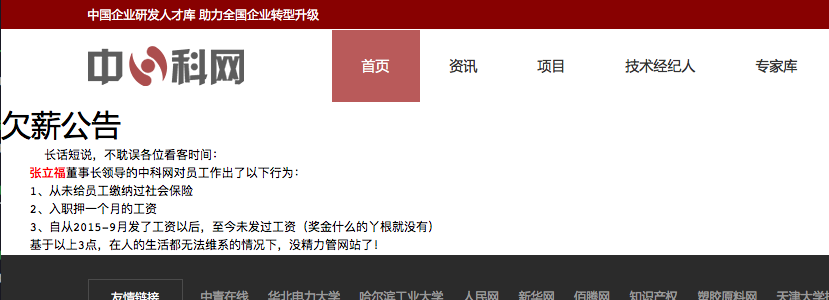 中国企业研发人才库 助力全国企业转型升级
中科网 首页 资讯 项目 技术经纪人 专家库
欠薪公告
长话短说，不耽误各位看客时间：
张立福董事长领导的中科网对员工作出了以下行为：
1、从未给员工缴纳过社会保险
2、入职押一个月的工资
3、自从2015-9月发了工资以后，至今未发过工资（奖金什么的丫根就没有）
基于以上3点，在人的生活都无法维系的情况下，没精力管网站了！
友情链接 中青在线 华北电力大学 哈尔滨工业大学 人民网 新华网 佰腾网 知识产权 塑胶原料网 天津大学